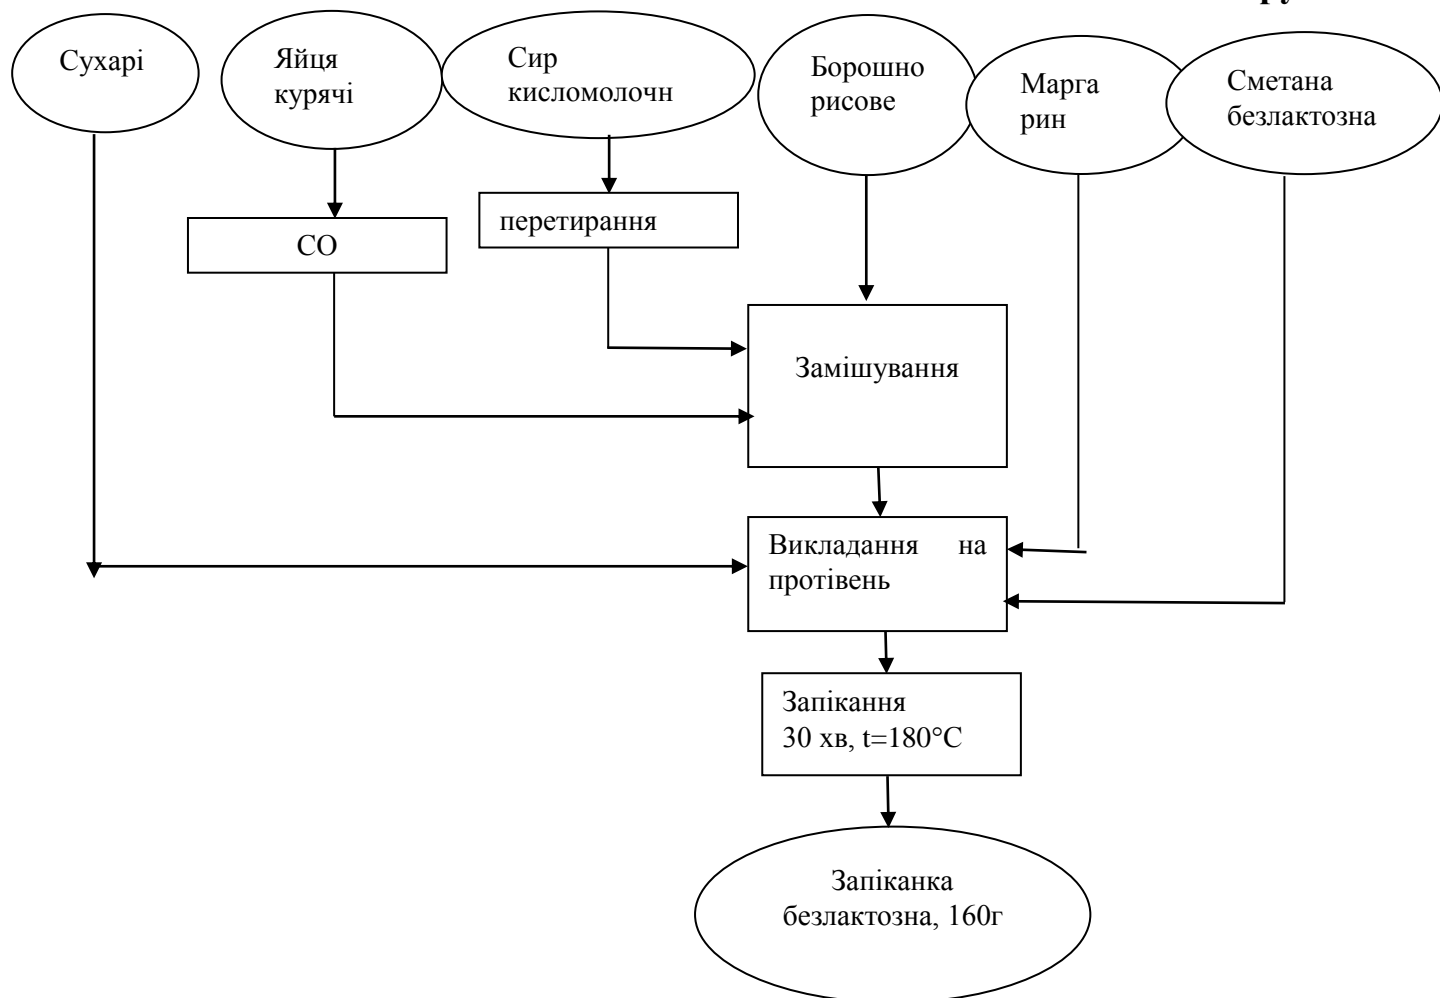 Сухарі
Яйця
курячі
Сир
кисломолочн
Борошно
рисове
Марга
рин
Сметана
безлактозна
СО
перетирання
Замішування
Викладання на
протівень
Запікання
30 хв, t=180°С
Запіканка
безлактозна, 160г